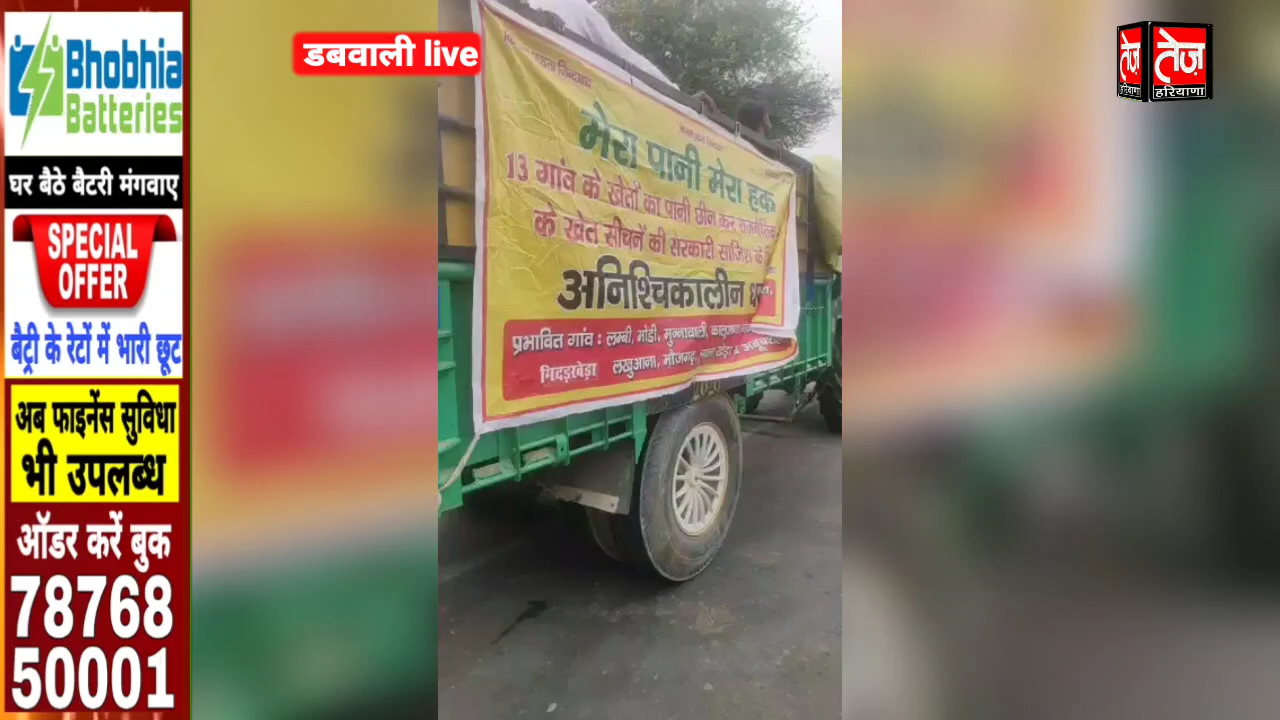 Bhobhia
Batteries
घर बैठे बैटरी मंगवाए
SPECIAL
OFFER
बैट्री के रेटों में भारी छूट
अब फाइनेंस सुविधा
भी उपलब्ध
ऑडर करें बुक
78768
50001
डबवाली live
तेज़ तेज़
हरियाणा हरियाणा
जिन्दाबाद
मेरा पानी मेरा हक
13 गांव के खेतों का पानी छीन कर
के खेत सींचनें की सरकारी साजिश के
अनिश्चिकालीन
प्रभावित गांव : लम्बी, मोडी, मुन्नावाली,
गिदड़खेड़ा लखुआना, मौजगढ़,